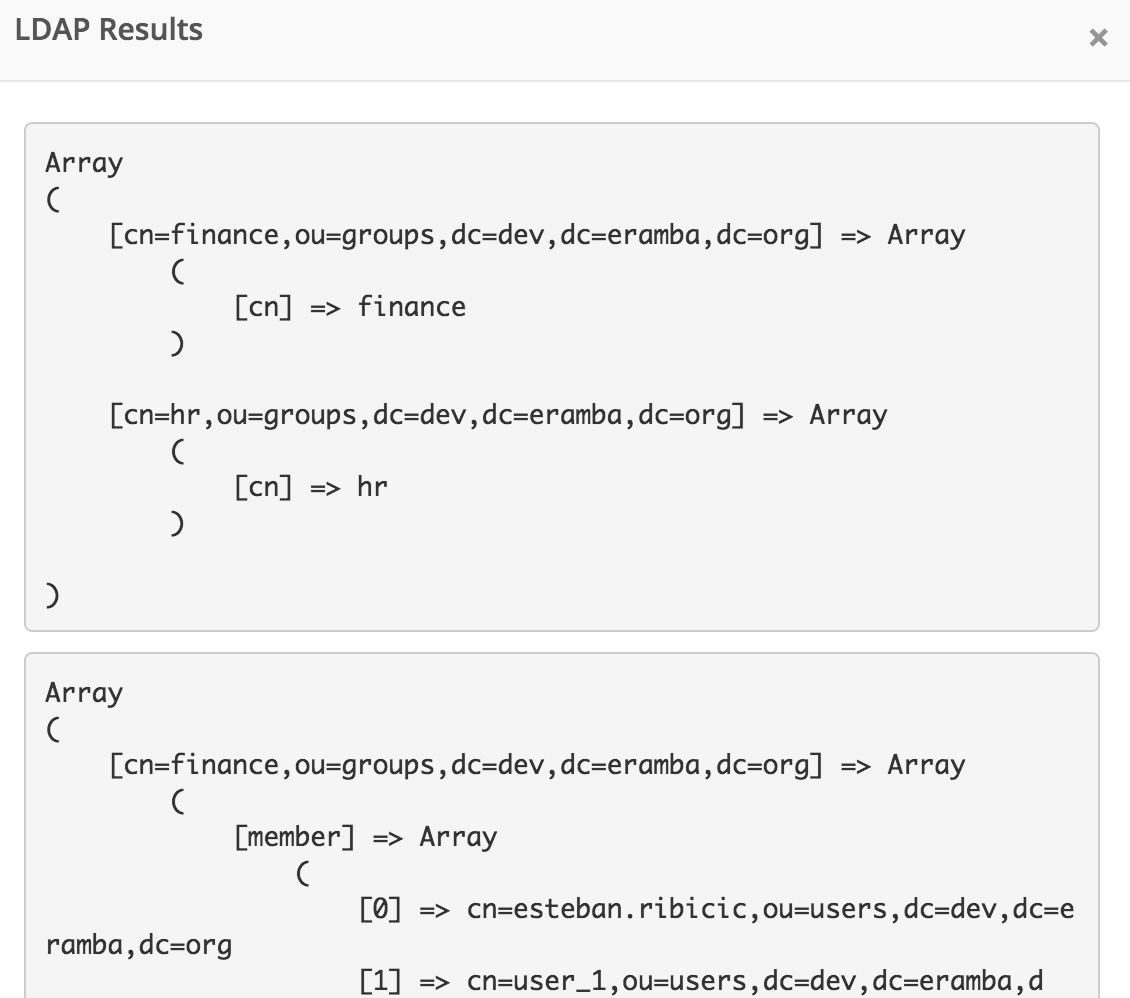 LDAP Results
×
Array
(
    [cn=finance,ou=groups,dc=dev,dc=eramba,dc=org] => Array
        (
            [cn] => finance
        )

    [cn=hr,ou=groups,dc=dev,dc=eramba,dc=org] => Array
        (
            [cn] => hr
        )

)
Array
(
    [cn=finance,ou=groups,dc=dev,dc=eramba,dc=org] => Array
        (
            [member] => Array
                (
                    [0] => cn=esteban.ribicic,ou=users,dc=dev,dc=e
ramba,dc=org
                    [1] => cn=user_1,ou=users,dc=dev,dc=eramba,d